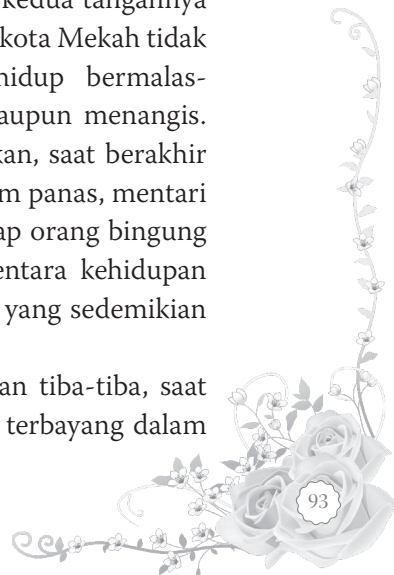 kedua tangannya
kota Mekah tidak
hidup bermalas-
aupun menangis.
kan, saat berakhir
m panas, mentari
ap orang bingung
entara kehidupan
yang sedemikian
an tiba-tiba, saat
terbayang dalam
93